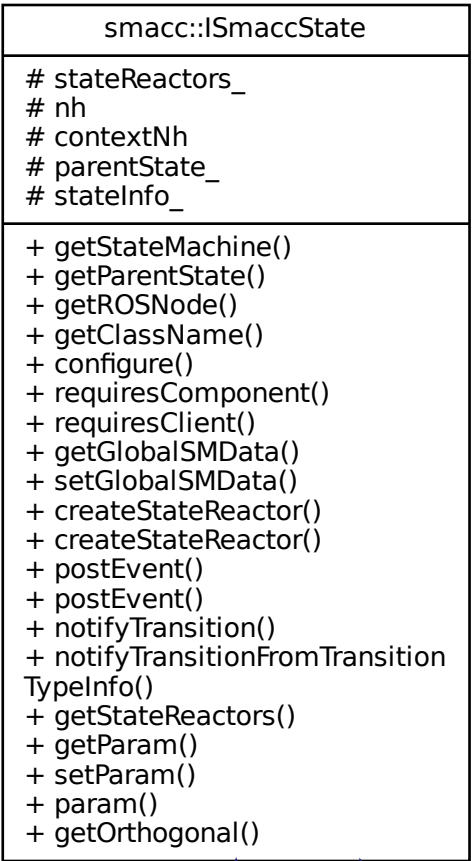 smacc::ISmaccState
# stateReactors_
# nh
# contextNh
# parentState_
# stateInfo_
+ getStateMachine()
+ getParentState()
+ getROSNode()
+ getClassName()
+ configure()
+ requiresComponent()
+ requiresClient()
+ getGlobalSMData()
+ setGlobalSMData()
+ createStateReactor()
+ createStateReactor()
+ postEvent()
+ postEvent()
+ notifyTransition()
+ notifyTransitionFromTransition
TypeInfo()
+ getStateReactors()
+ getParam()
+ setParam()
+ param()
+ getOrthogonal()